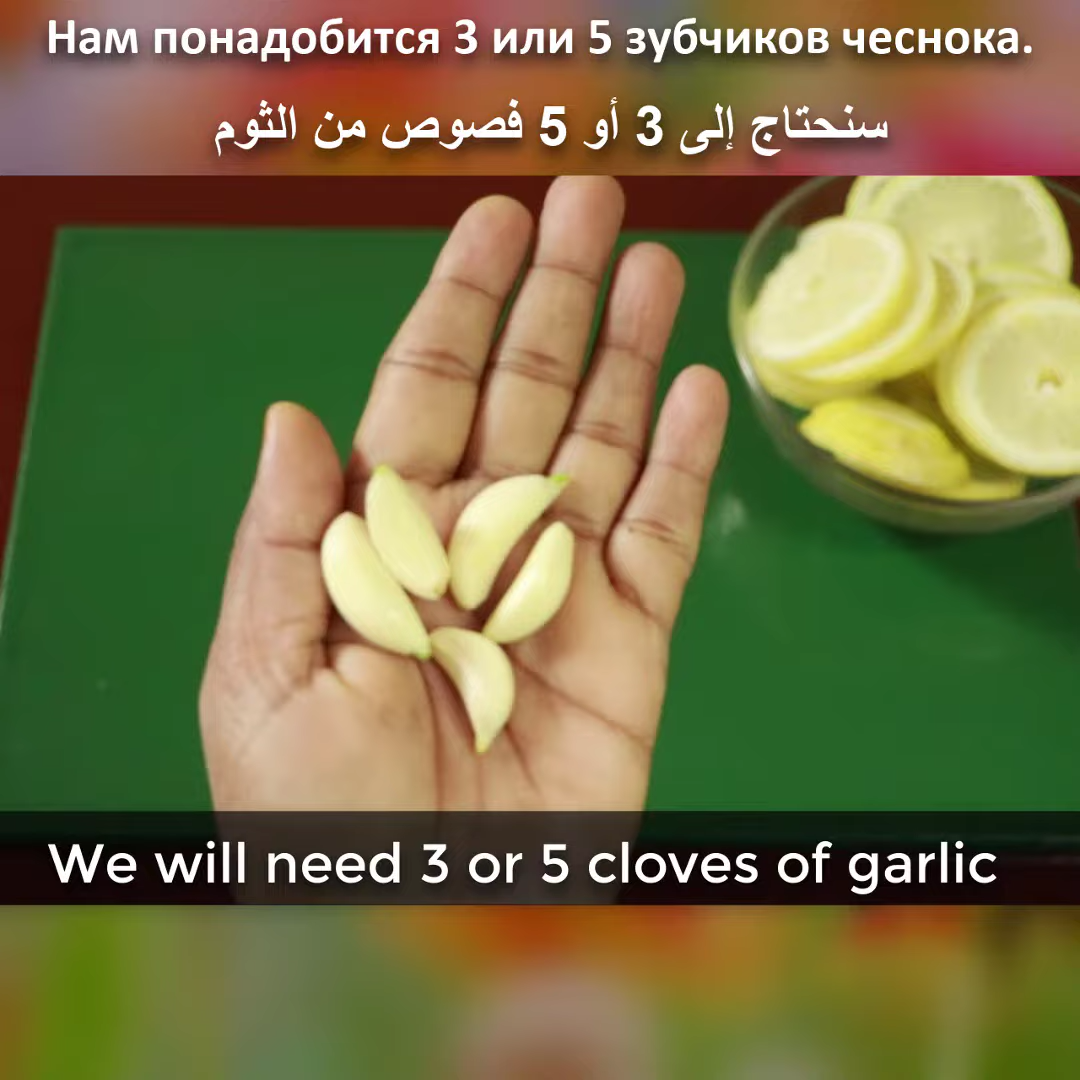 Нам понадобится 3 или 5 зубчиков чеснока.
سنحتاج إلى 3 أو 5 فصوص من الثوم
We will need 3 or 5 cloves of garlic